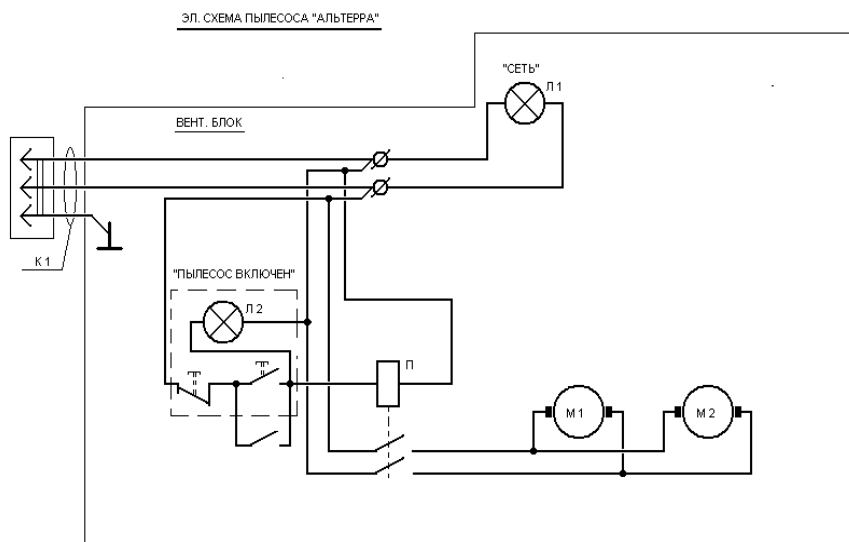 ЭЛ. СХЕМА ПЫЛЕСОСА "АЛЬТЕРРА"
"СЕТЬ"
Л 1
ВЕНТ. БЛОК
К 1
"ПЫЛЕСОС ВКЛЮЧЕН"
Л 2
П
М 1
М 2